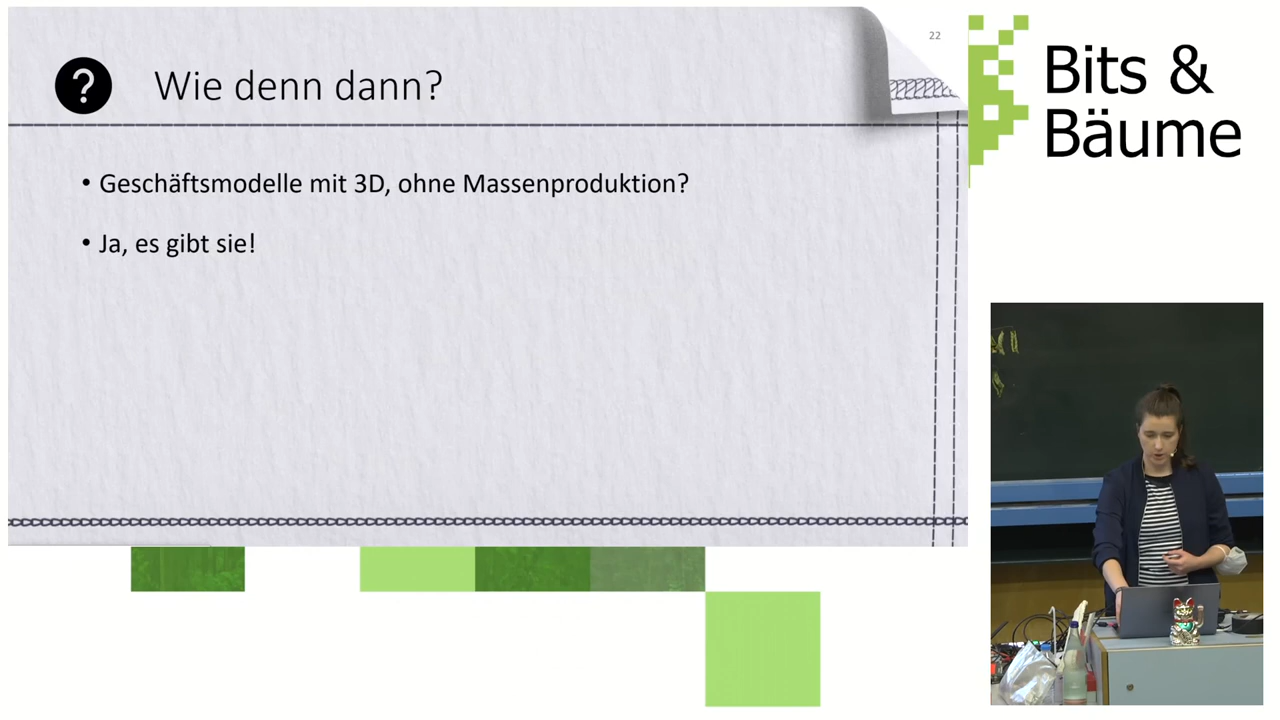 22
Wie denn dann?
• Geschäftsmodelle mit 3D, ohne Massenproduktion?
• Ja, es gibt sie!
Bits &
Bäume